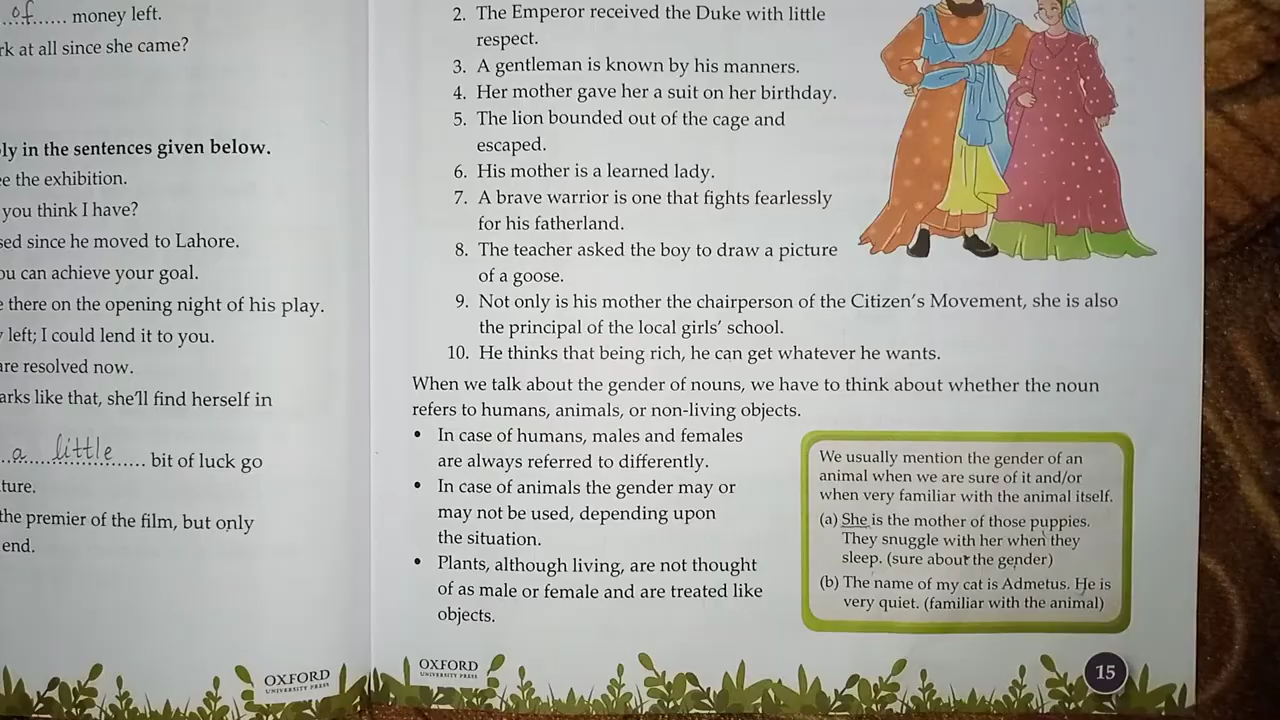 of...... money left.
rk at all since she came?
ly in the sentences given below.
e the exhibition.
you think I have?
sed since he moved to Lahore.
ou can achieve your goal.
e there on the opening night of his play.
left; I could lend it to you.
are resolved now.
arks like that, she'll find herself in
a little bit of luck go
ture.
the premier of the film, but only
end.
OXFORD
UNIVERSITY PRESS
2. The Emperor received the Duke with little
respect.
3. A gentleman is known by his manners.
4. Her mother gave her a suit on her birthday.
5. The lion bounded out of the cage and
escaped.
6. His mother is a learned lady.
7. A brave warrior is one that fights fearlessly
for his fatherland.
8. The teacher asked the boy to draw a picture
of a goose.
9. Not only is his mother the chairperson of the Citizen's Movement, she is also
the principal of the local girls' school.
10. He thinks that being rich, he can get whatever he wants.
When we talk about the gender of nouns, we have to think about whether the noun
refers to humans, animals, or non-living objects.
• In case of humans, males and females
are always referred to differently.
• In case of animals the gender may or
may not be used, depending upon
the situation.
• Plants, although living, are not thought
of as male or female and are treated like
objects.
We usually mention the gender of an
animal when we are sure of it and/or
when very familiar with the animal itself.
(a) She is the mother of those puppies.
They snuggle with her when they
sleep. (sure about the gender)
(b) The name of my cat is Admetus. He is
very quiet. (familiar with the animal)
OXFORD
UNIVERSITY PRESS
15